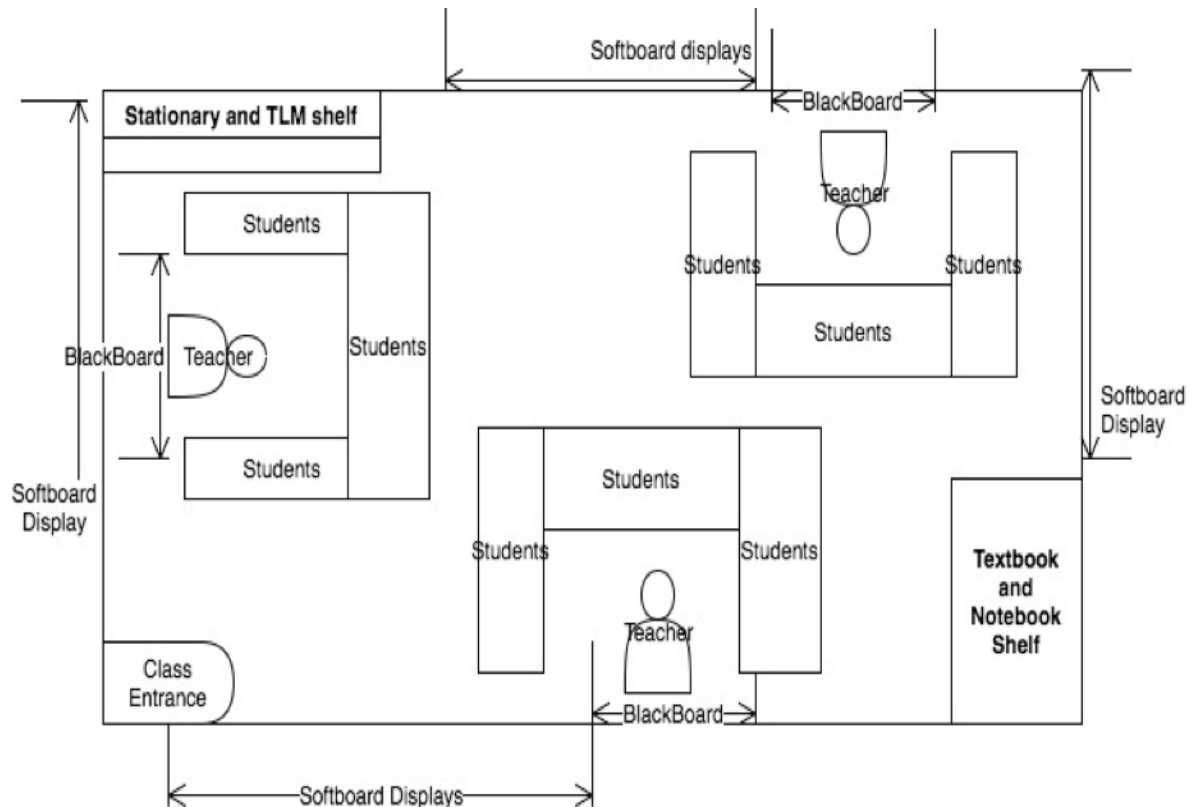 Softboard displays
BlackBoard
Stationary and TLM shelf
Teacher
Students
Students
Students
Students
BlackBoard
Teacher
Students
Students
Softboard
Display
Students
Students
Softboard
Display
Students
Students
Textbook
and
Notebook
Shelf
Teacher
Class
Entrance
BlackBoard
Softboard Displays